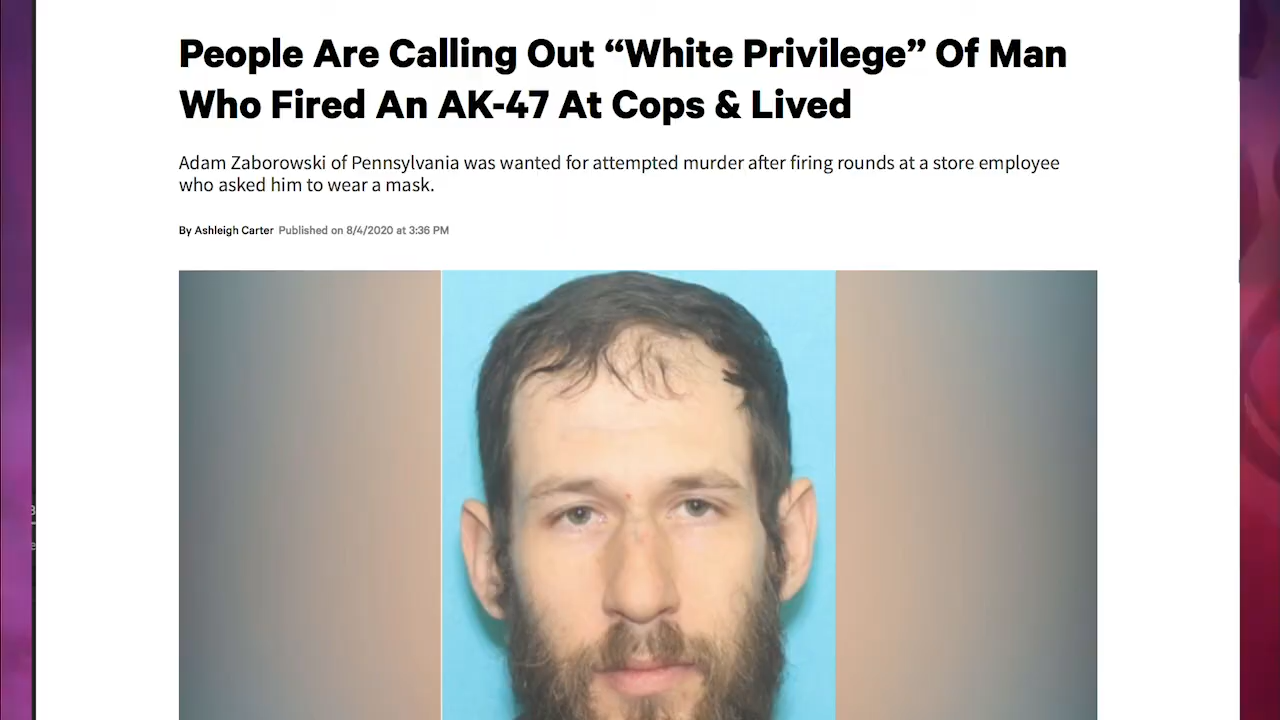 People Are Calling Out “White Privilege” Of Man
Who Fired An AK-47 At Cops & Lived
Adam Zaborowski of Pennsylvania was wanted for attempted murder after firing rounds at a store employee
who asked him to wear a mask.
By Ashleigh Carter Published on 8/4/2020 at 3:36 PM